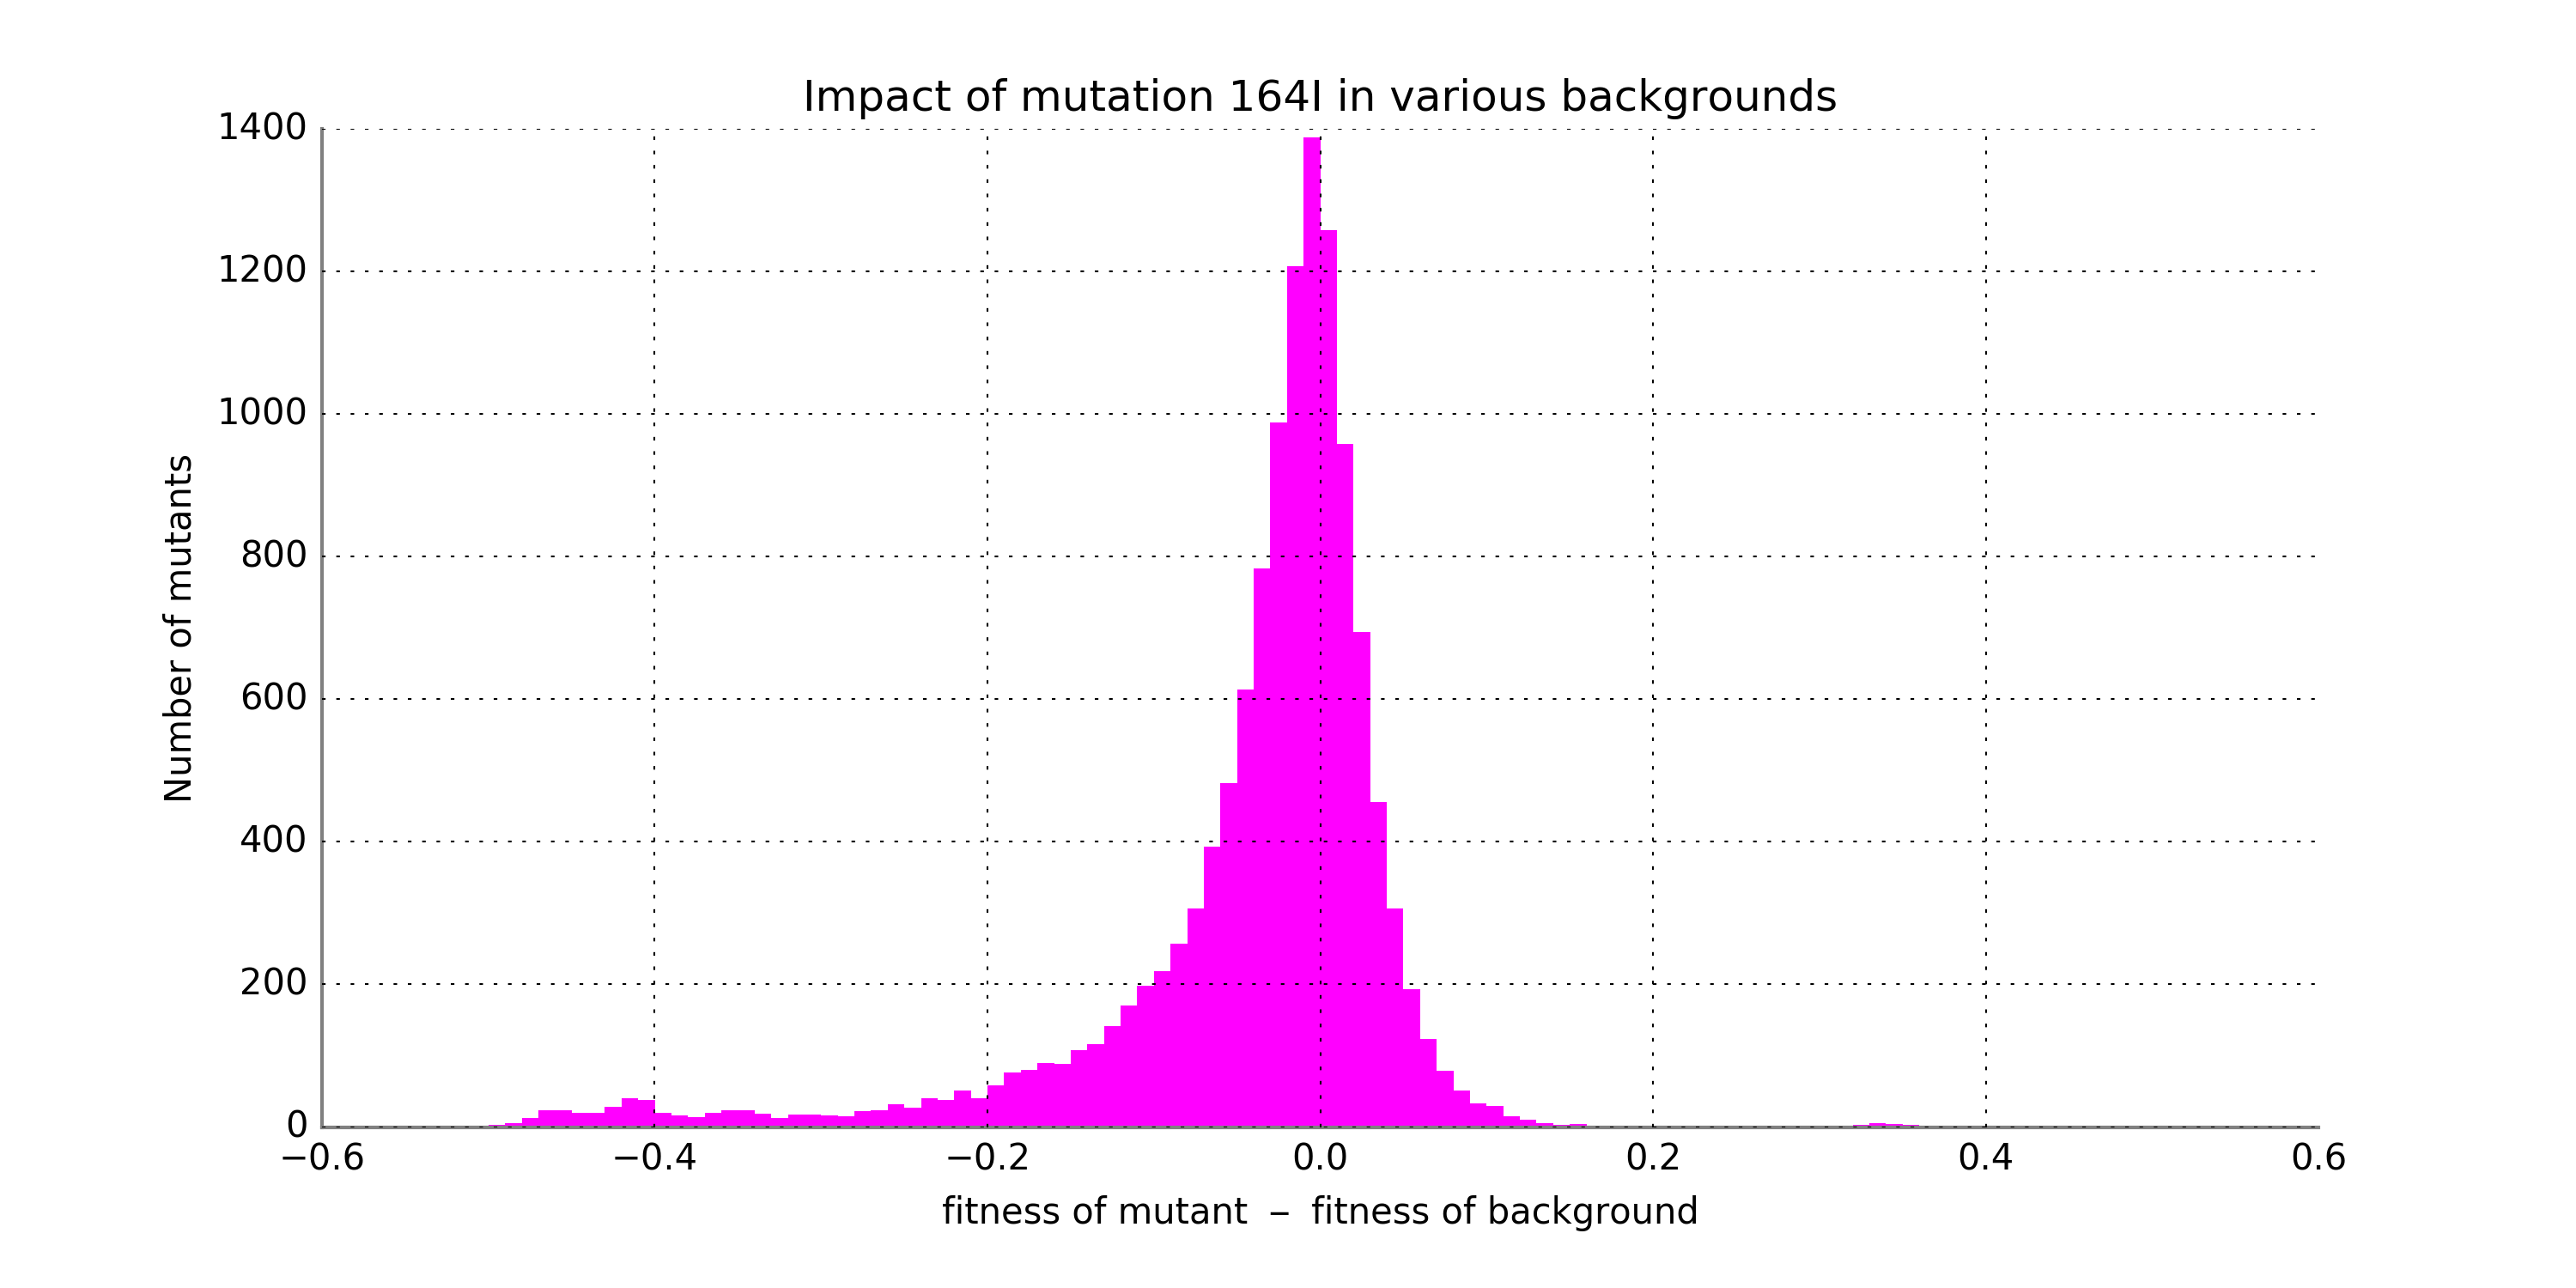 Impact of mutation 164I in various backgrounds
1400
1200
1000
800
600
400
200
0
Number of mutants
−0.6 −0.4 −0.2 0.0 0.2 0.4 0.6
fitness of mutant − fitness of background